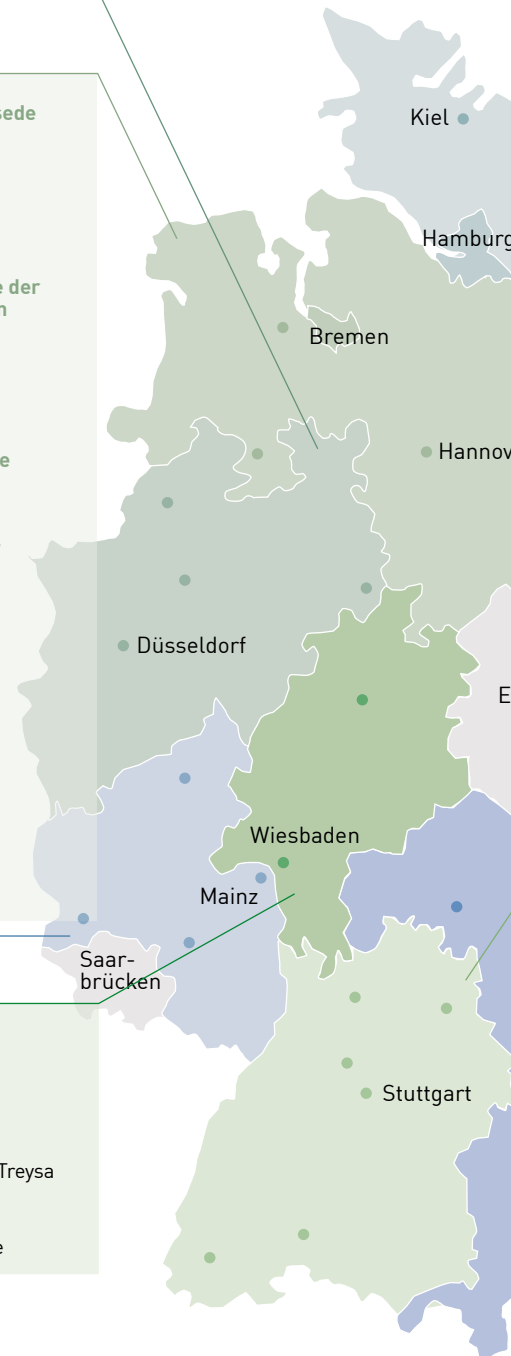 sede
e der
n
e
Treysa
e
Kiel
Hamburg
Bremen
Hannov
Düsseldorf
E
Wiesbaden
Mainz
Saar-
brücken
Stuttgart